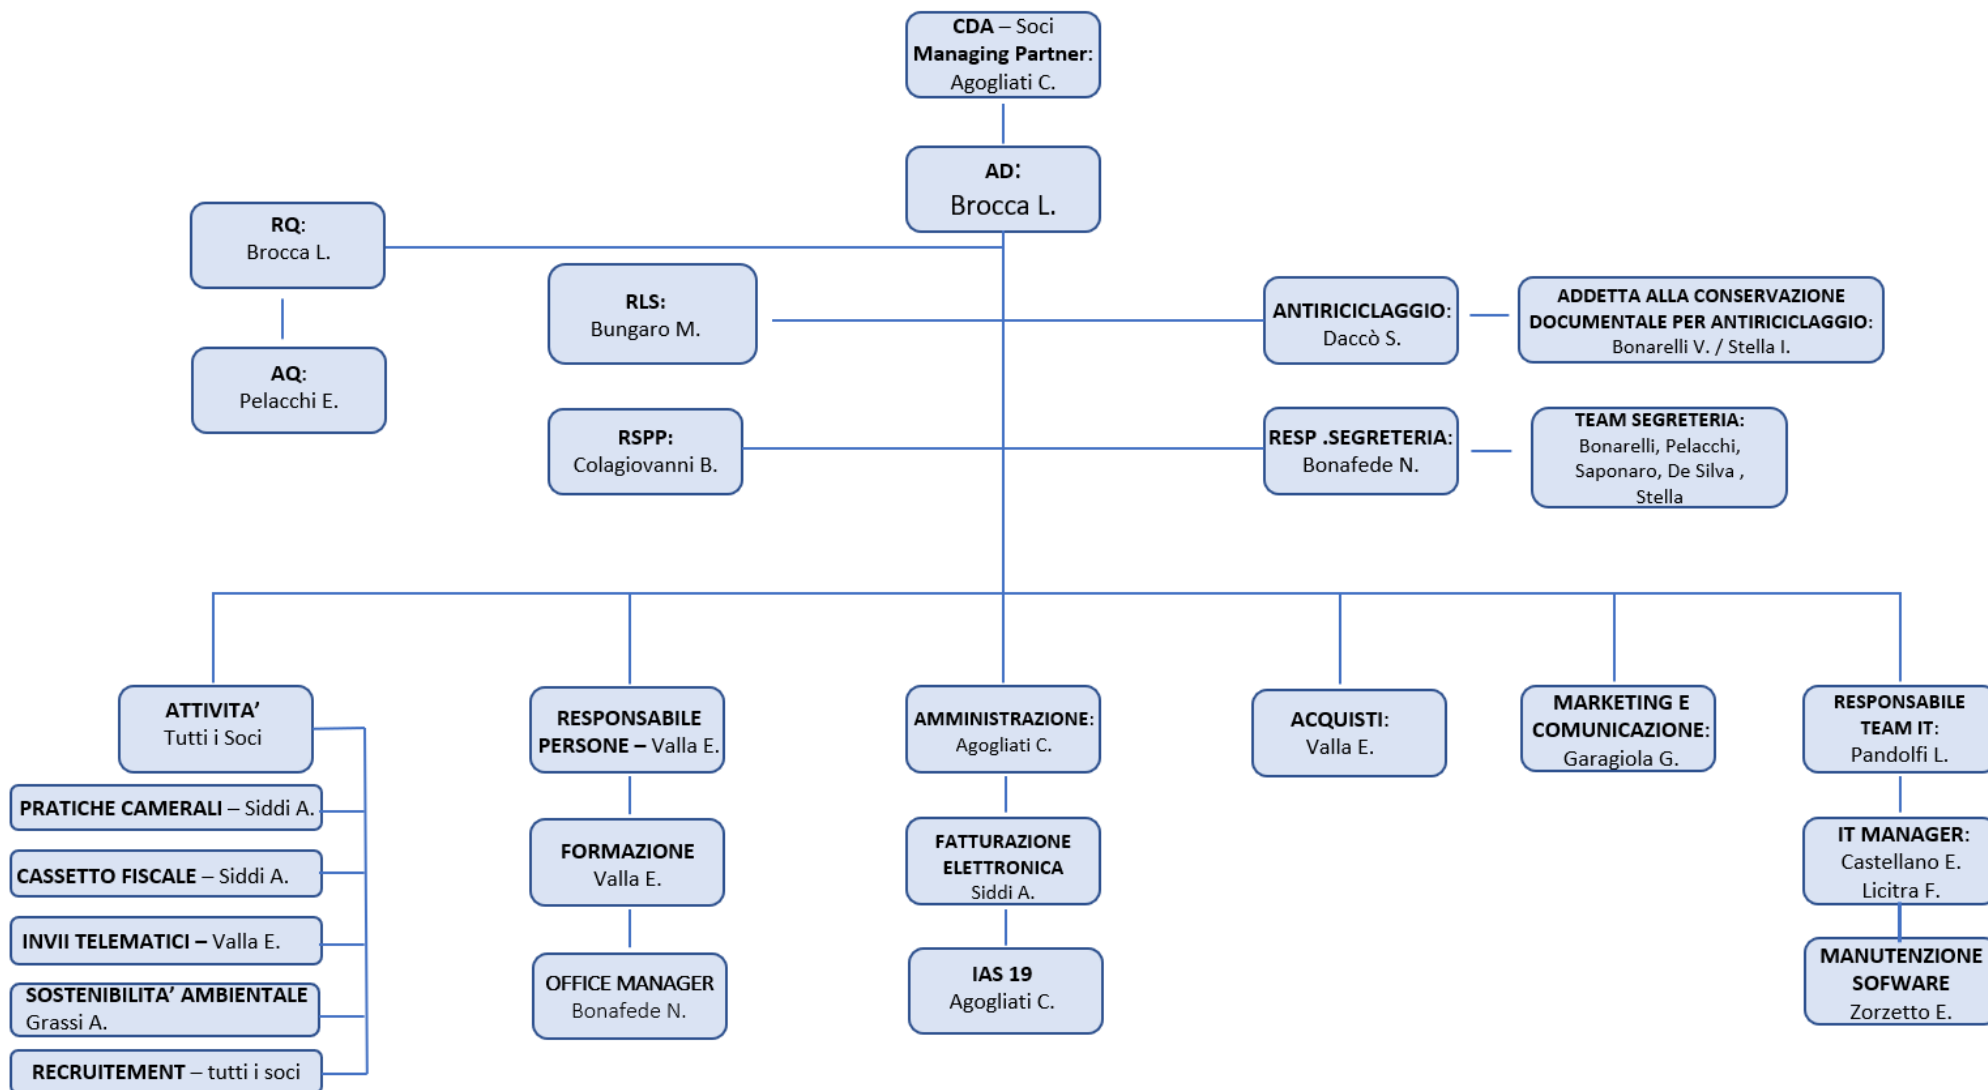 CDA – Soci
Managing Partner:
Agogliati C.
AD:
Brocca L.
RQ:
Brocca L.
AQ:
Pelacchi E.
RLS:
Bungaro M.
ANTIRICICLAGGIO:
Daccò S.
ADDETTA ALLA CONSERVAZIONE
DOCUMENTALE PER ANTIRICICLAGGIO:
Bonarelli V. / Stella I.
RSPP:
Colagiovanni B.
RESP .SEGRETERIA:
Bonafede N.
TEAM SEGRETERIA:
Bonarelli, Pelacchi,
Saponaro, De Silva ,
Stella
ATTIVITA’
Tutti i Soci
PRATICHE CAMERALI – Siddi A.
CASSETTO FISCALE – Siddi A.
INVII TELEMATICI – Valla E.
SOSTENIBILITA’ AMBIENTALE
Grassi A.
RECRUITEMENT – tutti i soci
RESPONSABILE
PERSONE – Valla E.
FORMAZIONE
Valla E.
OFFICE MANAGER
Bonafede N.
AMMINISTRAZIONE:
Agogliati C.
FATTURAZIONE
ELETTRONICA
Siddi A.
IAS 19
Agogliati C.
ACQUISTI:
Valla E.
MARKETING E
COMUNICAZIONE:
Garagiola G.
RESPONSABILE
TEAM IT:
Pandolfi L.
IT MANAGER:
Castellano E.
Licitra F.
MANUTENZIONE
SOFWARE
Zorzetto E.